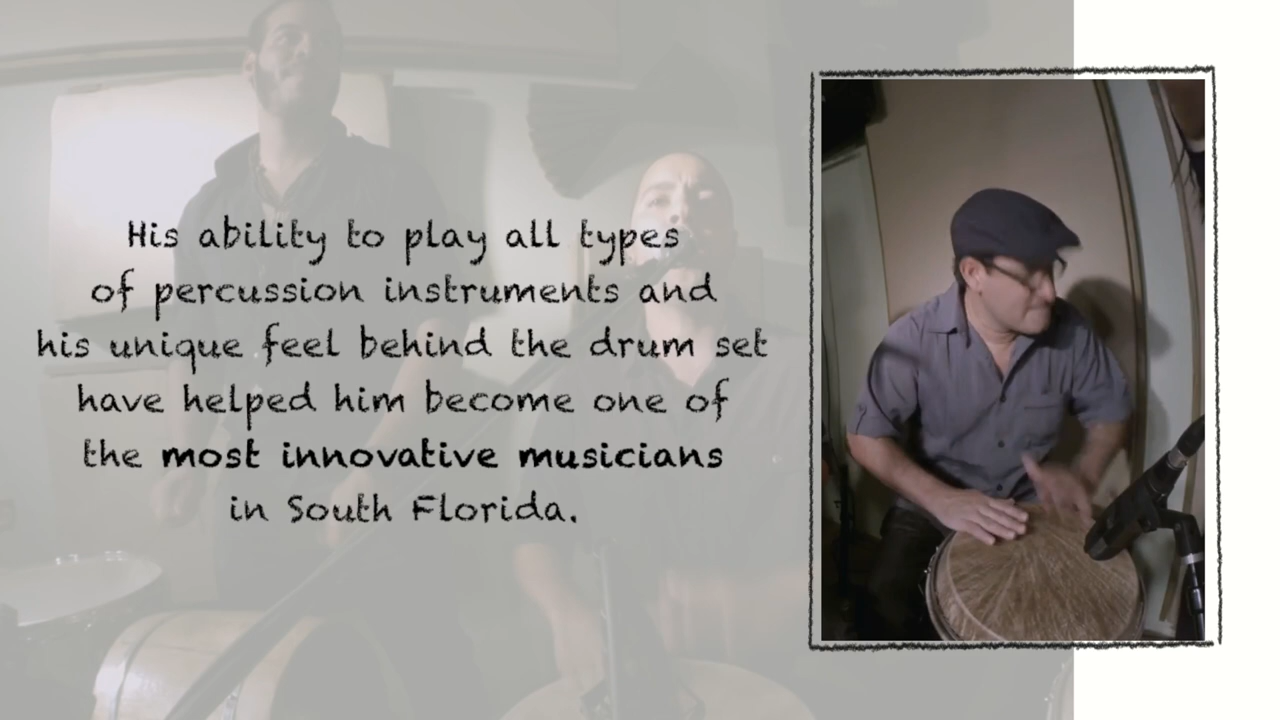 His ability to play all types
of percussion instruments and
his unique feel behind the drum set
have helped him become one of
the most innovative musicians
in South Florida.